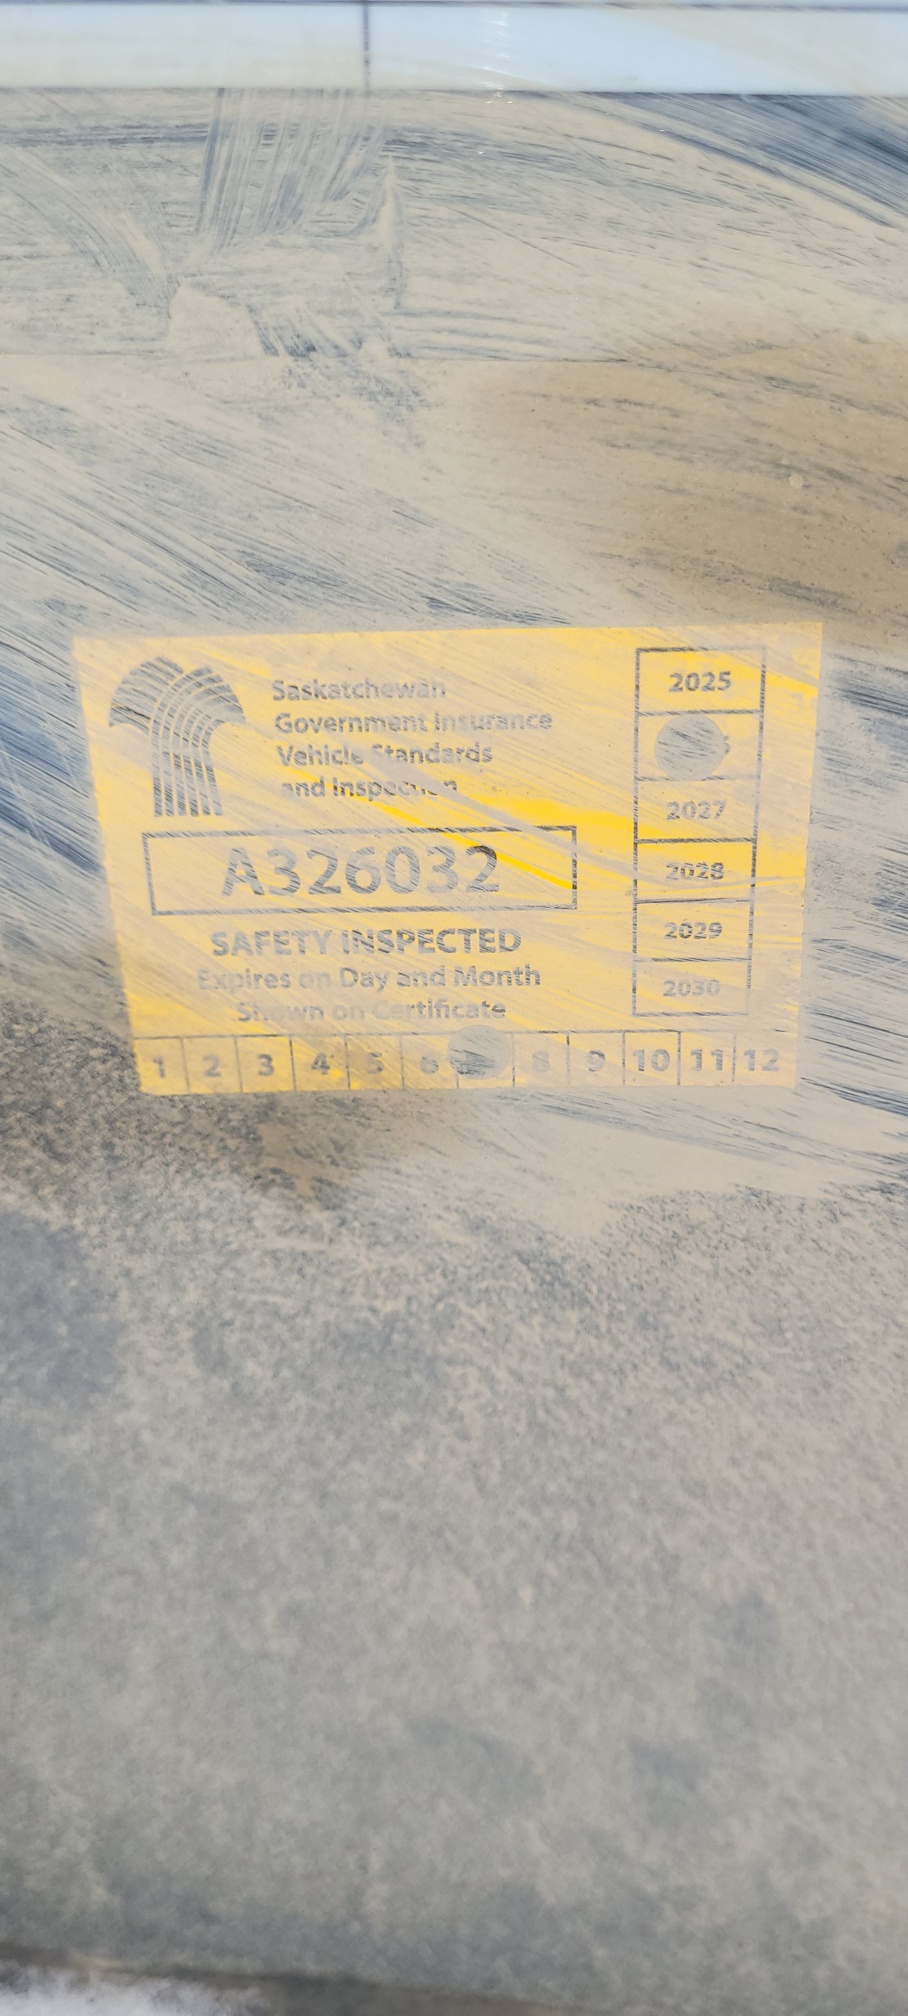 Saskatchewan
Government Insurance
Vehicle Standards
and Inspection
A326032
SAFETY INSPECTED
Expires on Day and Month
Shown on Certificate
2025
2027
2028
2029
2030
1 2 3 4 5 6 8 9 10 11 12